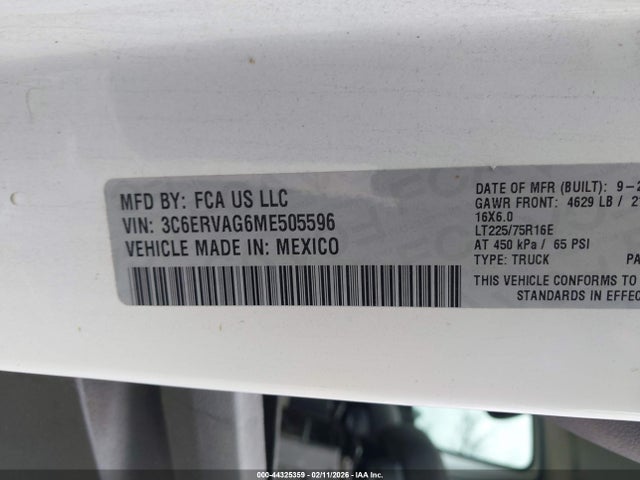 MFD BY: FCA US LLC
VIN: 3C6ERVAG6ME505596
VEHICLE MADE IN: MEXICO
DATE OF MFR (BUILT): 9-2
GAWR FRONT: 4629 LB / 21
16X6.0
LT225/75R16E
AT 450 kPa / 65 PSI
TYPE: TRUCK PA
THIS VEHICLE CONFORMS TO
STANDARDS IN EFFEC
000-44325359 - 02/11/2026 - IAA, Inc.